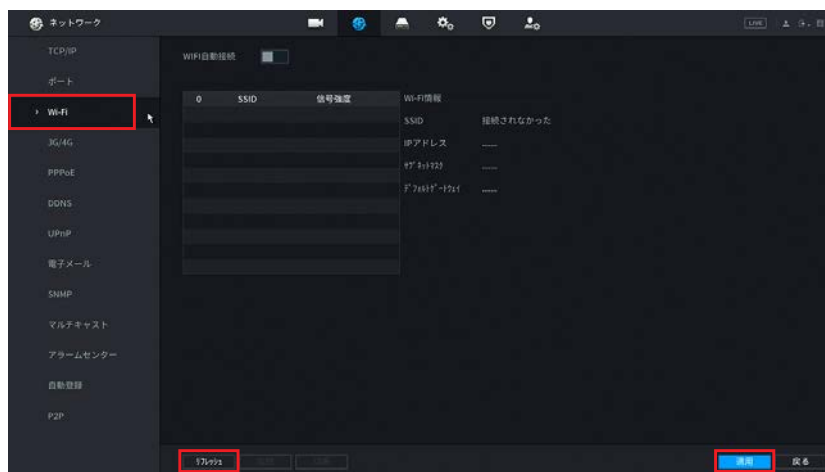 ネットワーク
LIVE
TCP/IP
ポート
Wi-Fi
3G/4G
PPPoE
DDNS
UPnP
電子メール
SNMP
マルチキャスト
アラームセンター
自動登録
P2P
WIFI自動接続
0 SSID 信号強度
Wi-Fi情報
SSID 接続されなかった
IPアドレス -----
ｻﾌﾞﾈｯﾄﾏｽｸ -----
ﾃﾞﾌｫﾙﾄｹﾞｰﾄｳｪｲ -----
ﾘﾌﾚｯｼｭ
適用 戻る